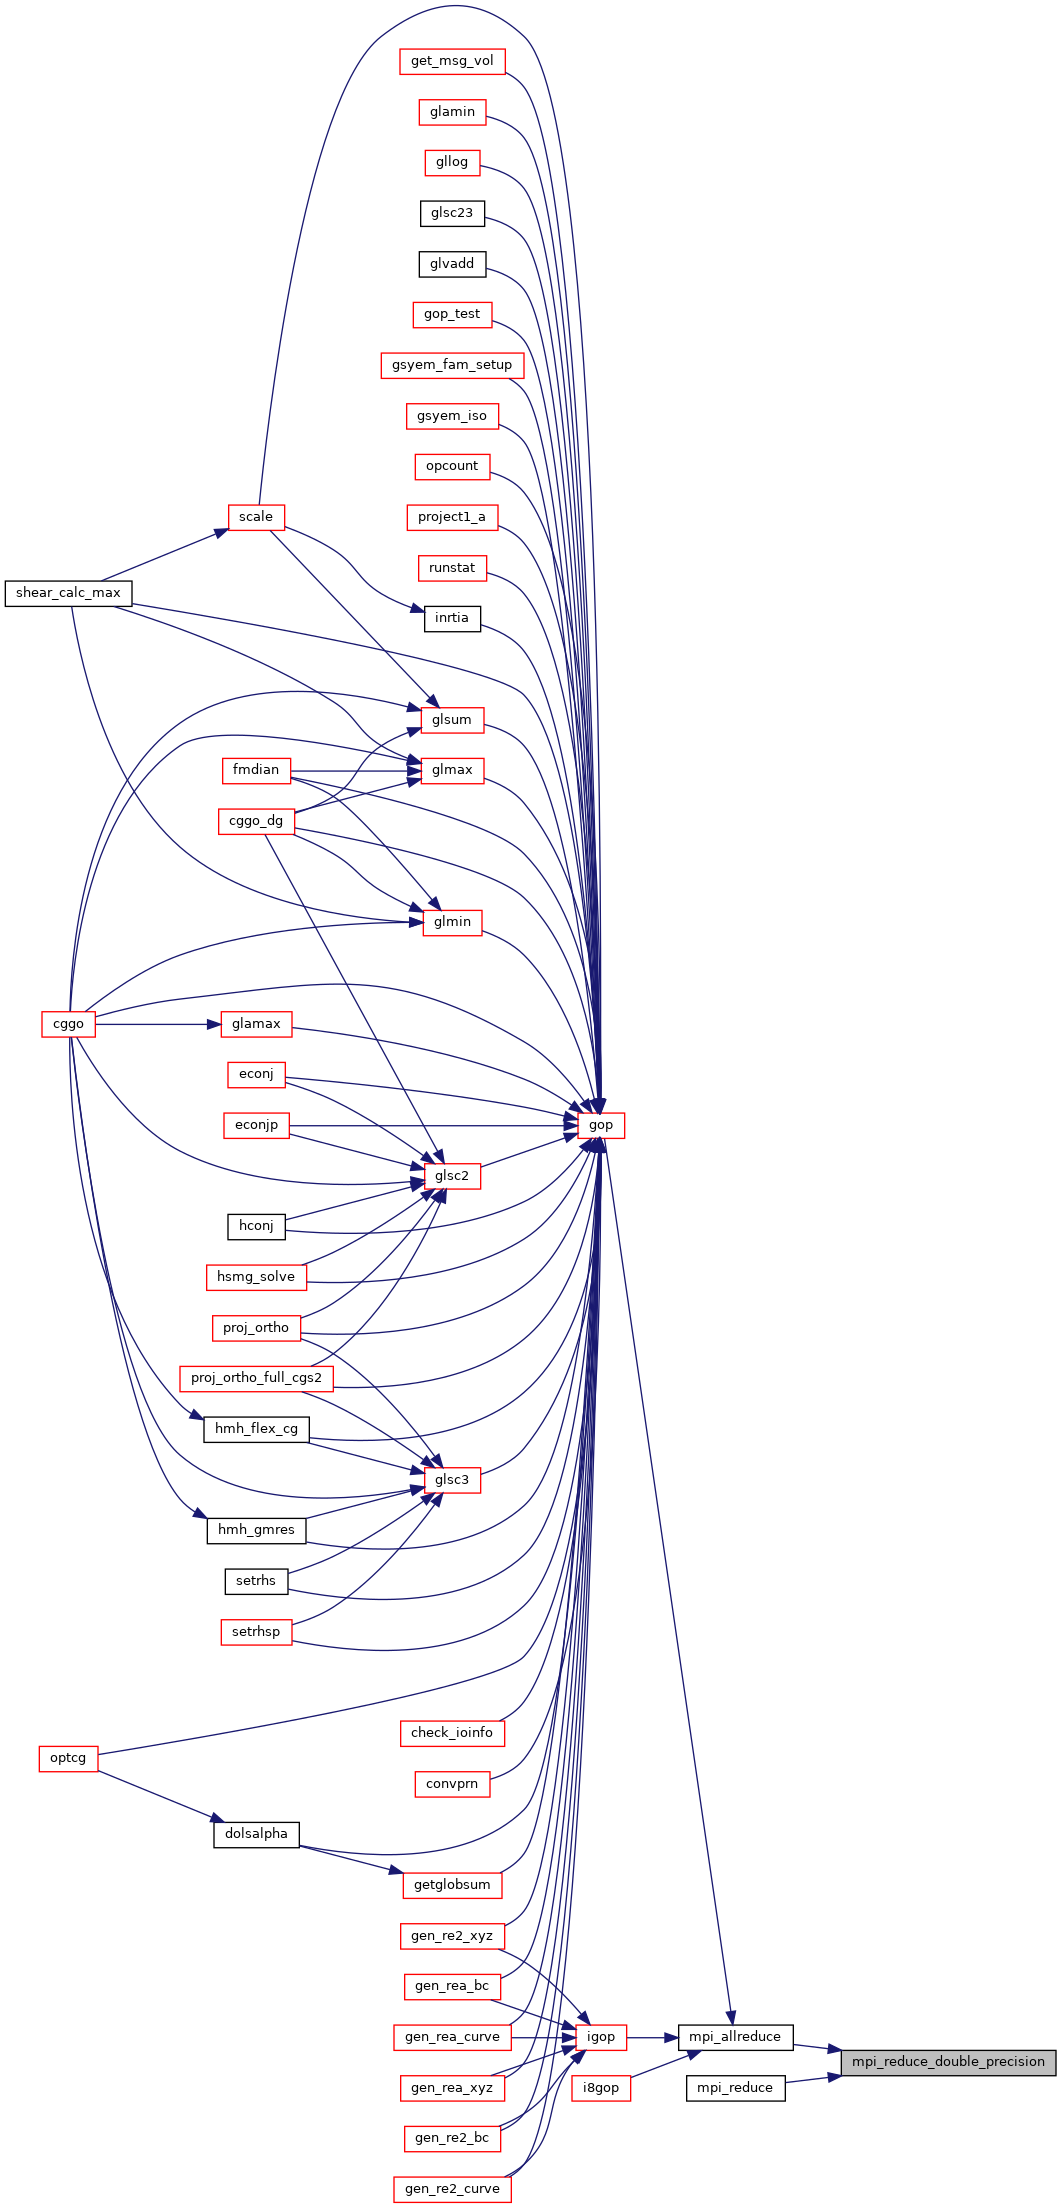 get_msg_vol
glamin
gllog
glsc23
glvadd
gop_test
gsyem_fam_setup
gsyem_iso
opcount
project1_a
scale
runstat
shear_calc_max
inrtia
glsum
fmdian
glmax
cggo_dg
glmin
cggo
glamax
econj
econjp
gop
glsc2
hconj
hsmg_solve
proj_ortho
proj_ortho_full_cgs2
hmh_flex_cg
glsc3
hmh_gmres
setrhs
setrhsp
check_ioinfo
optcg
convprn
dolsalpha
getglobsum
gen_re2_xyz
gen_rea_bc
gen_rea_curve
igop
mpi_allreduce
mpi_reduce_double_precision
gen_rea_xyz
i8gop
mpi_reduce
gen_re2_bc
gen_re2_curve